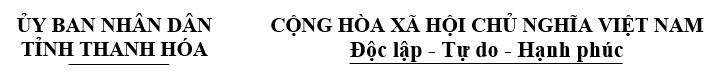 ỦY BAN NHÂN DÂN
TỈNH THANH HÓA
CỘNG HÒA XÃ HỘI CHỦ NGHĨA VIỆT NAM
Độc lập - Tự do - Hạnh phúc